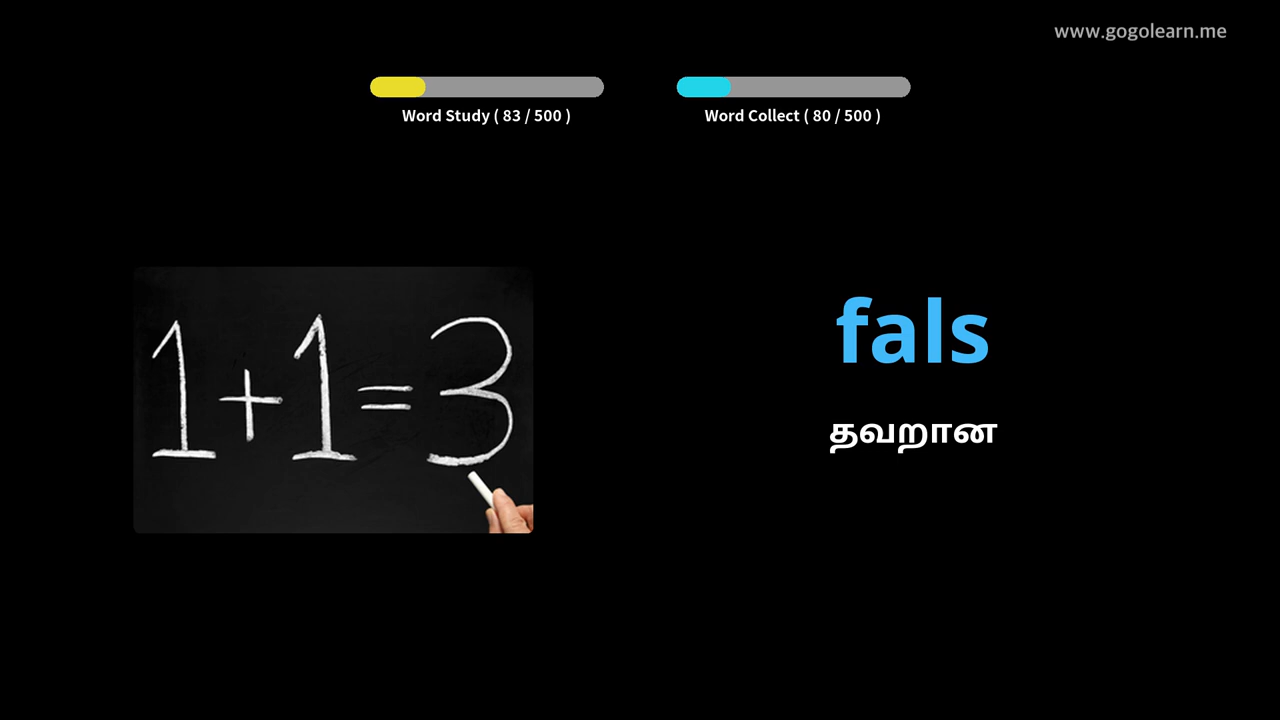 www.gogolearn.me
Word Study ( 83 / 500 )
Word Collect ( 80 / 500 )
1+1=3
fals
தவறான